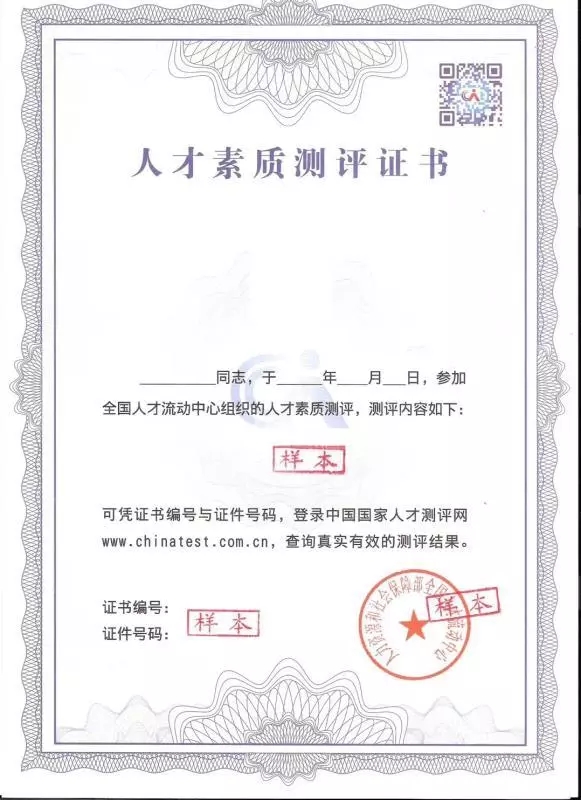 人才素质测评证书
__________同志，于______年____月___日，参加
全国人才流动中心组织的人才素质测评，测评内容如下：
样本
可凭证书编号与证件号码，登录中国国家人才测评网
www.chinatest.com.cn，查询真实有效的测评结果。
证书编号：
证件号码：
样本
人力资源和社会保障部全国人才流动中心
样本